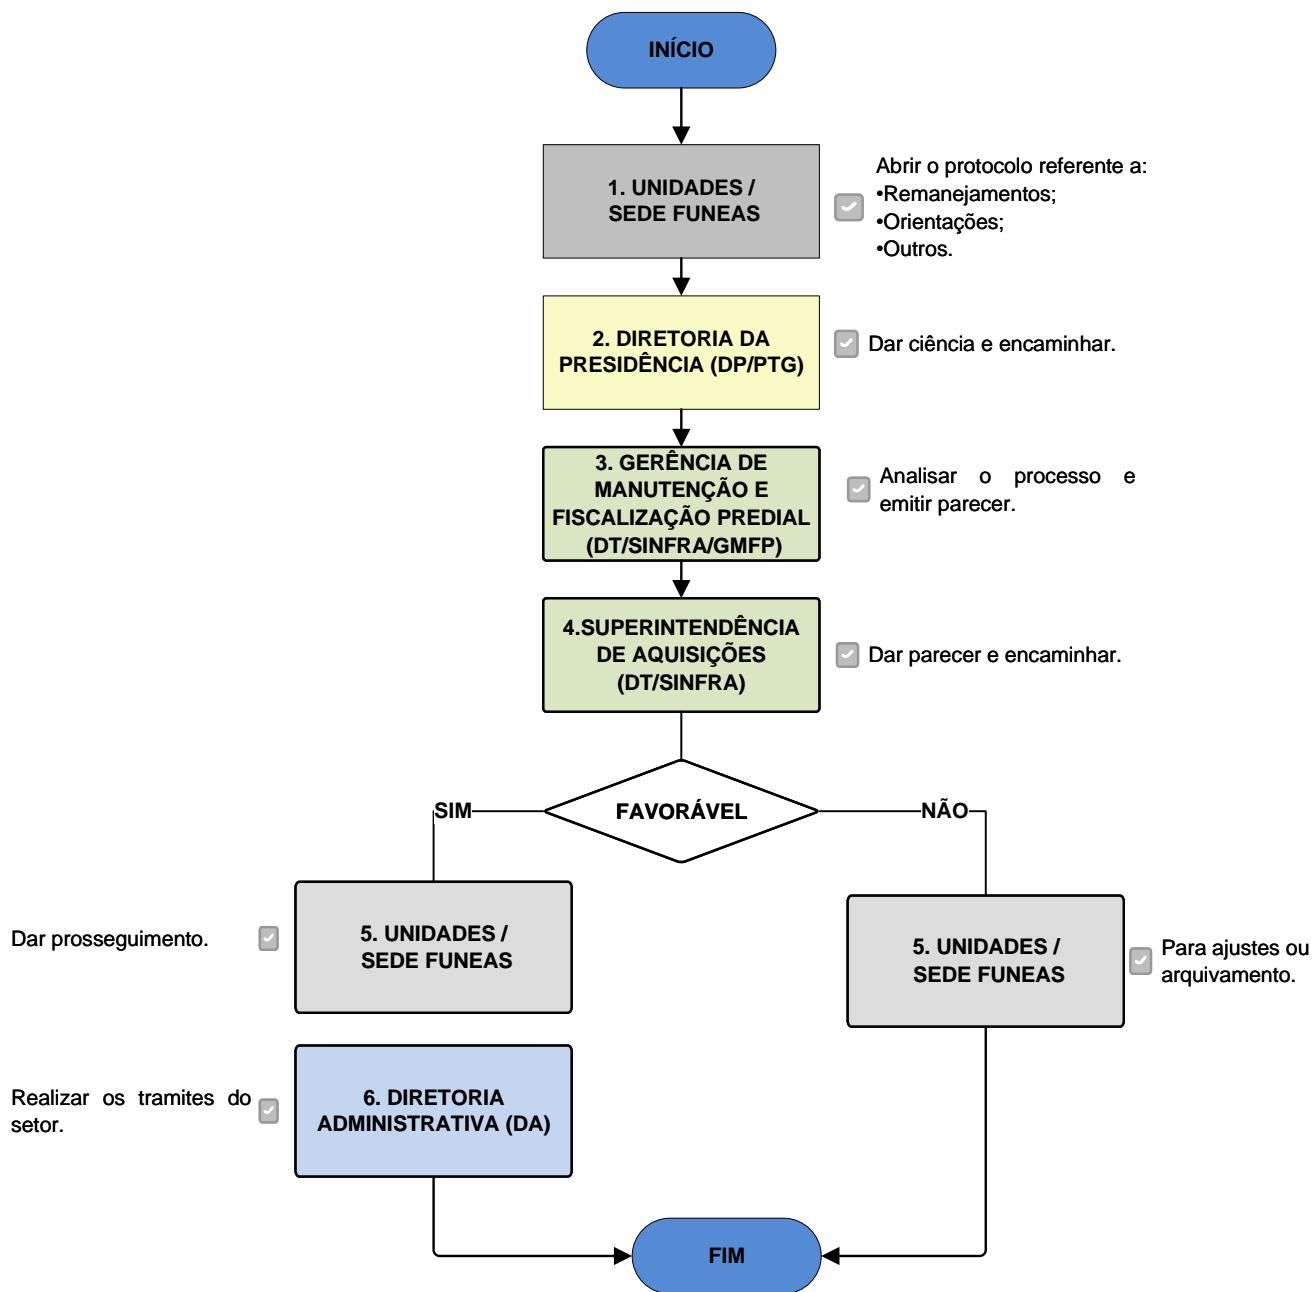 INÍCIO
1. UNIDADES /
SEDE FUNEAS
Abrir o protocolo referente a:
•Remanejamentos;
•Orientações;
•Outros.
2. DIRETORIA DA
PRESIDÊNCIA (DP/PTG)
Dar ciência e encaminhar.
3. GERÊNCIA DE
MANUTENÇÃO E
FISCALIZAÇÃO PREDIAL
(DT/SINFRA/GMFP)
Analisar o processo e
emitir parecer.
4.SUPERINTENDÊNCIA
DE AQUISIÇÕES
(DT/SINFRA)
Dar parecer e encaminhar.
FAVORÁVEL
SIM
NÃO
Dar prosseguimento.
5. UNIDADES /
SEDE FUNEAS
5. UNIDADES /
SEDE FUNEAS
Para ajustes ou
arquivamento.
Realizar os tramites do
setor.
6. DIRETORIA
ADMINISTRATIVA (DA)
FIM